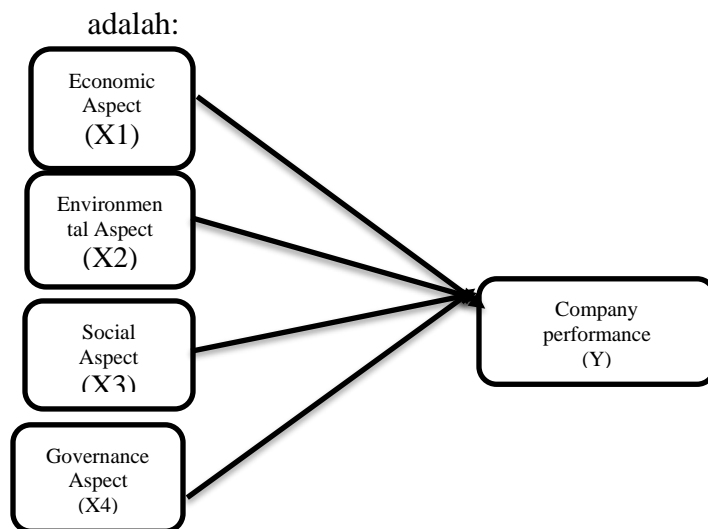 adalah:
Economic
Aspect
(X1)
Environmen
tal Aspect
(X2)
Social
Aspect
(X3)
Governance
Aspect
(X4)
Company
performance
(Y)